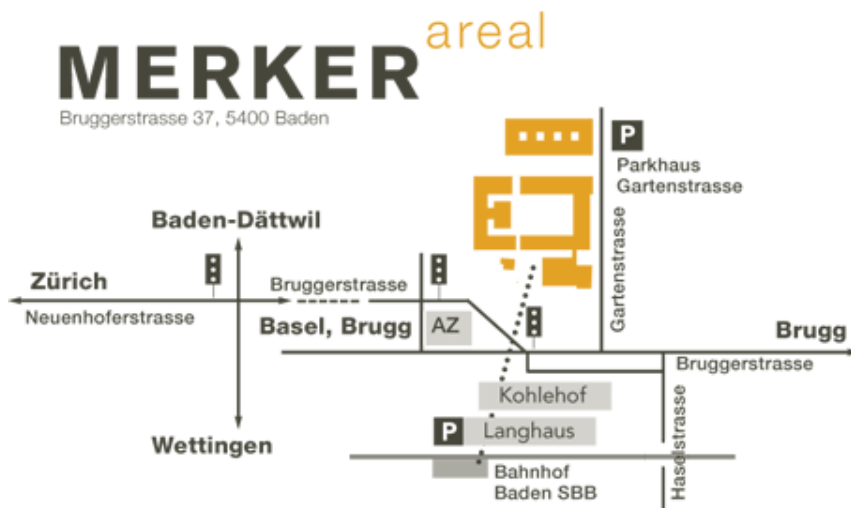 MERKER areal
Bruggerstrasse 37, 5400 Baden
P
Parkhaus
Gartenstrasse
Gartenstrasse
Baden-Dättwil
Zürich
Neuenhoferstrasse
Bruggerstrasse
Basel, Brugg
AZ
Brugg
Bruggerstrasse
Wettingen
Kohlehof
P Langhaus
Haselstrasse
Bahnhof
Baden SBB